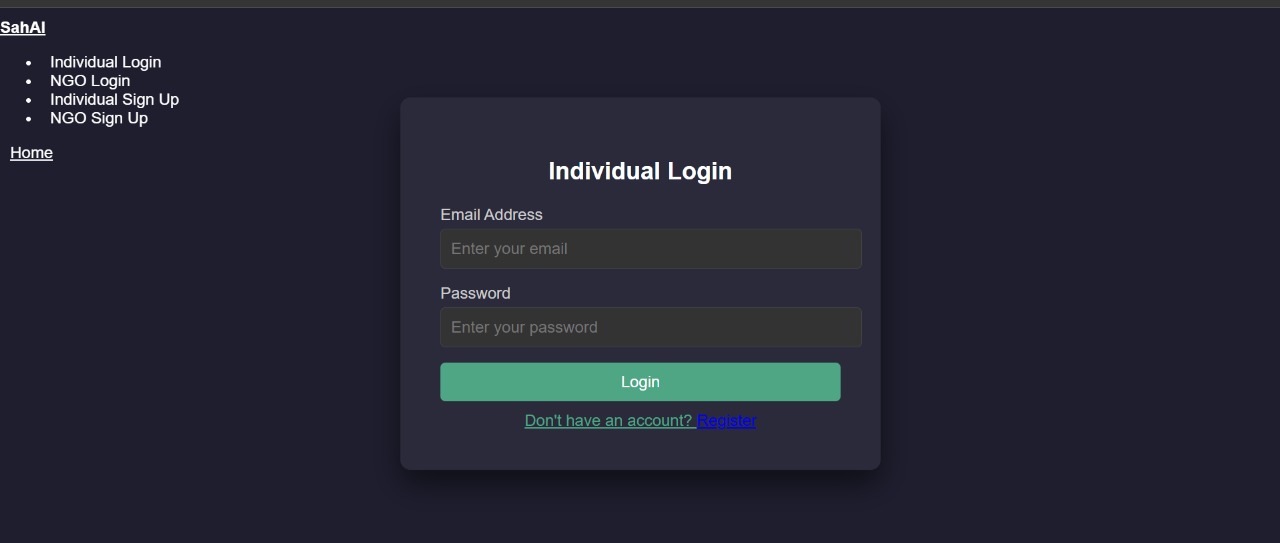 SahAI
Individual Login
NGO Login
Individual Sign Up
NGO Sign Up
Home
Individual Login
Email Address
Enter your email
Password
Enter your password
Login
Don't have an account? Register